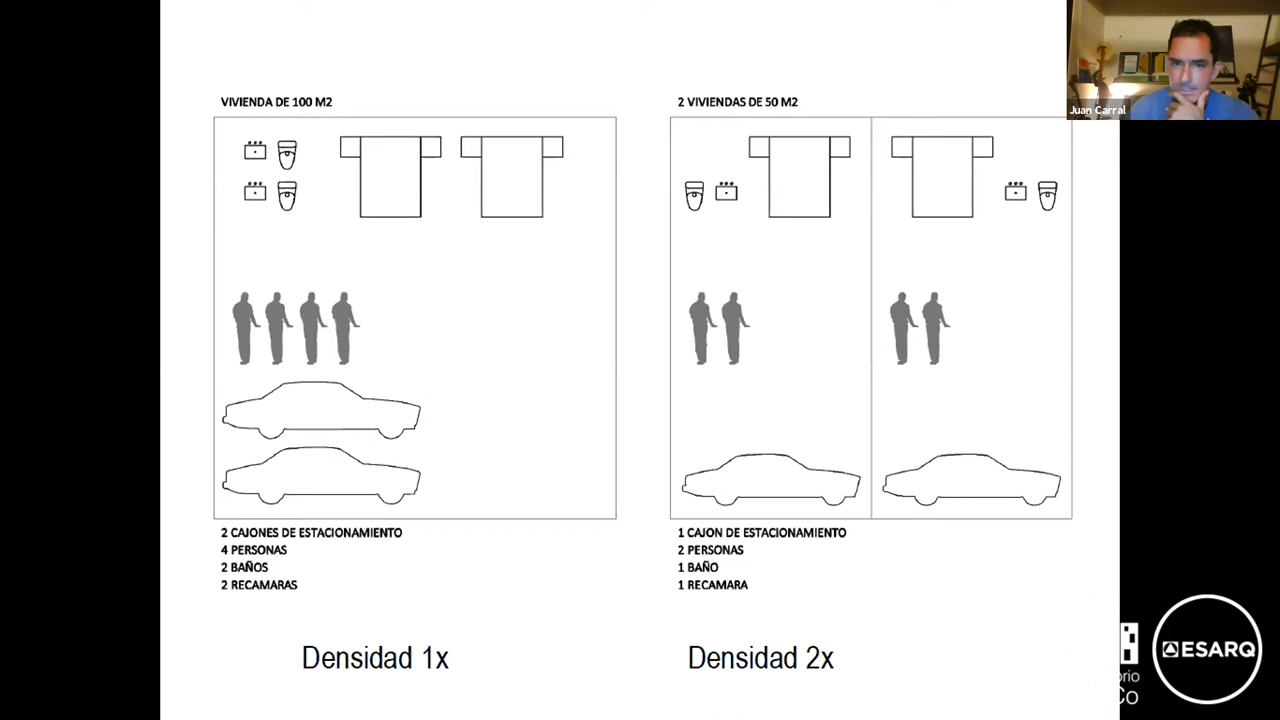 VIVIENDA DE 100 M2
2 VIVIENDAS DE 50 M2
Juan Carral
2 CAJONES DE ESTACIONAMIENTO
4 PERSONAS
2 BAÑOS
2 RECAMARAS
1 CAJON DE ESTACIONAMIENTO
2 PERSONAS
1 BAÑO
1 RECAMARA
Densidad 1x
Densidad 2x
ESARQ